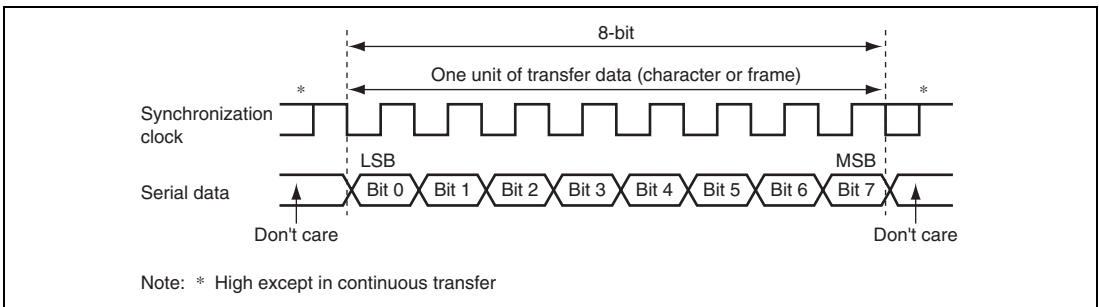 8-bit
One unit of transfer data (character or frame)
* *
Synchronization
clock
LSB MSB
Serial data Bit 0 Bit 1 Bit 2 Bit 3 Bit 4 Bit 5 Bit 6 Bit 7
Don't care Don't care
Note: * High except in continuous transfer